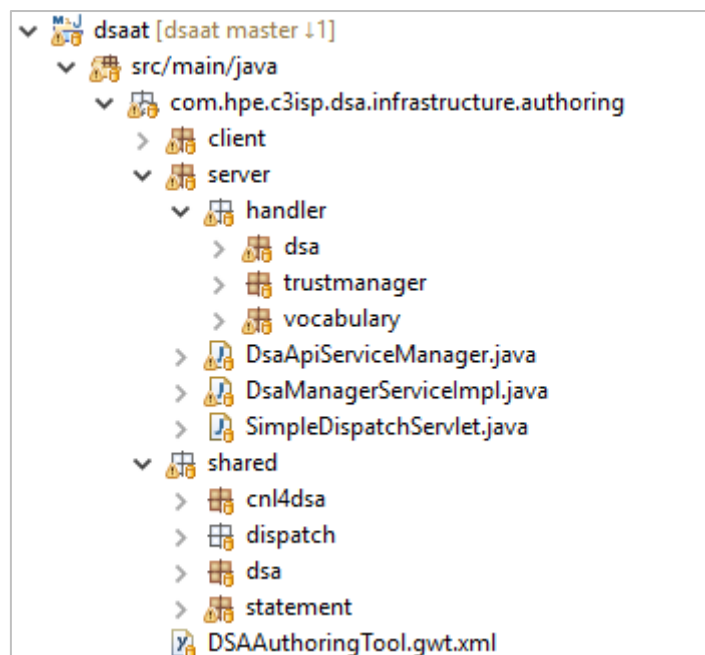 dsaat [dsaat master ↓1]
src/main/java
com.hpe.c3isp.dsa.infrastructure.authoring
client
server
handler
dsa
trustmanager
vocabulary
DsaApiServiceManager.java
DsaManagerServiceImpl.java
SimpleDispatchServlet.java
shared
cnl4dsa
dispatch
dsa
statement
DSAAuthoringTool.gwt.xml